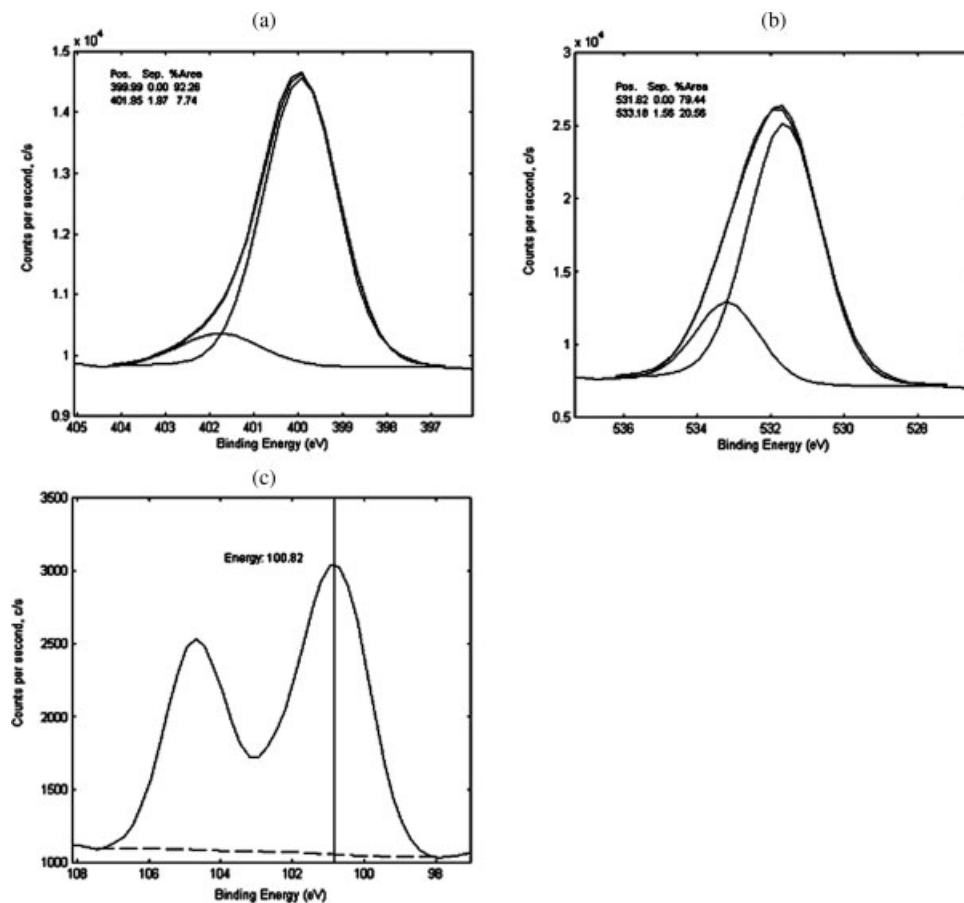 (a)
x 10⁴
1.5
1.4
1.3
1.2
1.1
1
0.9
Counts per second, c/s
Pos. Sep. %Area
399.99 0.00 92.26
401.95 1.97 7.74
405 404 403 402 401 400 399 398 397
Binding Energy (eV)
(b)
x 10⁴
3
2.5
2
1.5
1
0.5
Counts per second, c/s
Pos. Sep. %Area
531.62 0.00 79.44
533.18 1.56 20.56
536 534 532 530 528
Binding Energy (eV)
(c)
3500
3000
2500
2000
1500
1000
Counts per second, c/s
Energy: 100.82
108 106 104 102 100 98
Binding Energy (eV)